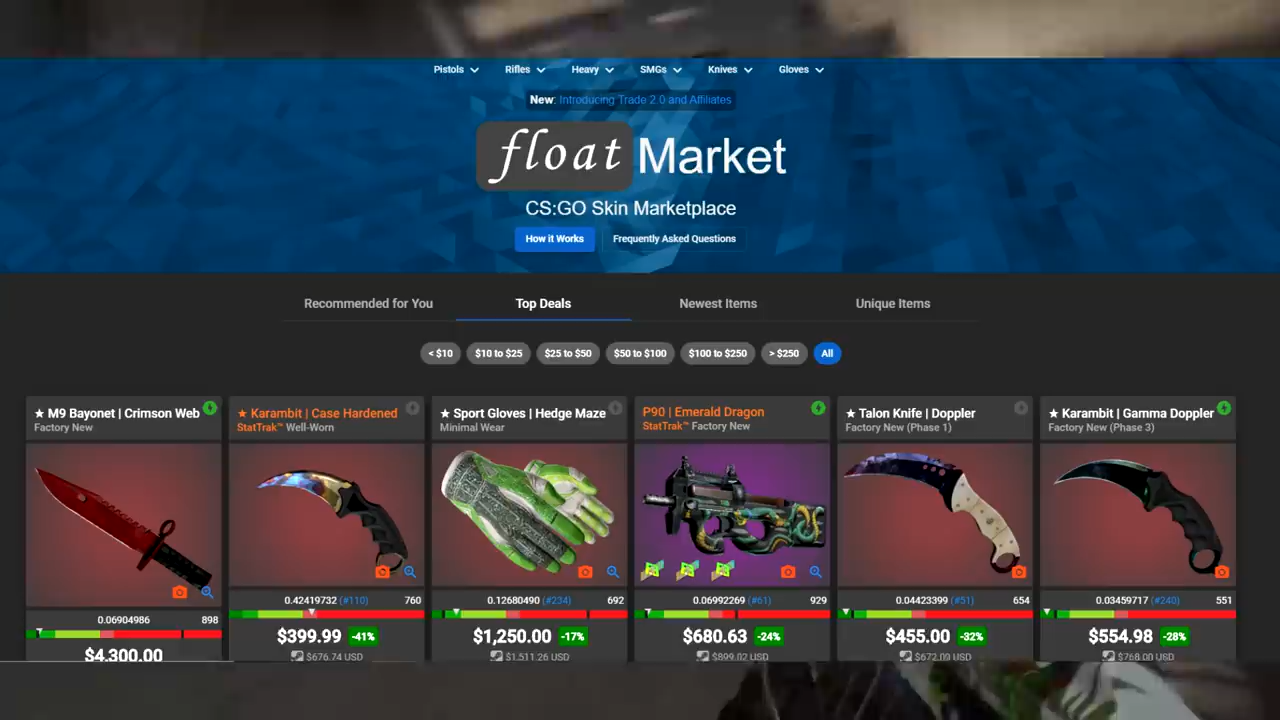 Pistols Rifles Heavy SMGs Knives Gloves
New: Introducing Trade 2.0 and Affiliates
float Market
CS:GO Skin Marketplace
How it Works Frequently Asked Questions
Recommended for You Top Deals Newest Items Unique Items
< $10 $10 to $25 $25 to $50 $50 to $100 $100 to $250 > $250 All
★ M9 Bayonet | Crimson Web
Factory New
0.06904986 898
$4,300.00
★ Karambit | Case Hardened
StatTrak™ Well-Worn
0.42419732 (#110) 760
$399.99 -41%
$676.74 USD
★ Sport Gloves | Hedge Maze
Minimal Wear
0.12680490 (#234) 692
$1,250.00 -17%
$1,511.26 USD
P90 | Emerald Dragon
StatTrak™ Factory New
0.06992269 (#61) 929
$680.63 -24%
$899.02 USD
★ Talon Knife | Doppler
Factory New (Phase 1)
0.04423399 (#51) 654
$455.00 -32%
$672.09 USD
★ Karambit | Gamma Doppler
Factory New (Phase 3)
0.03459717 (#240) 551
$554.98 -28%
$768.00 USD